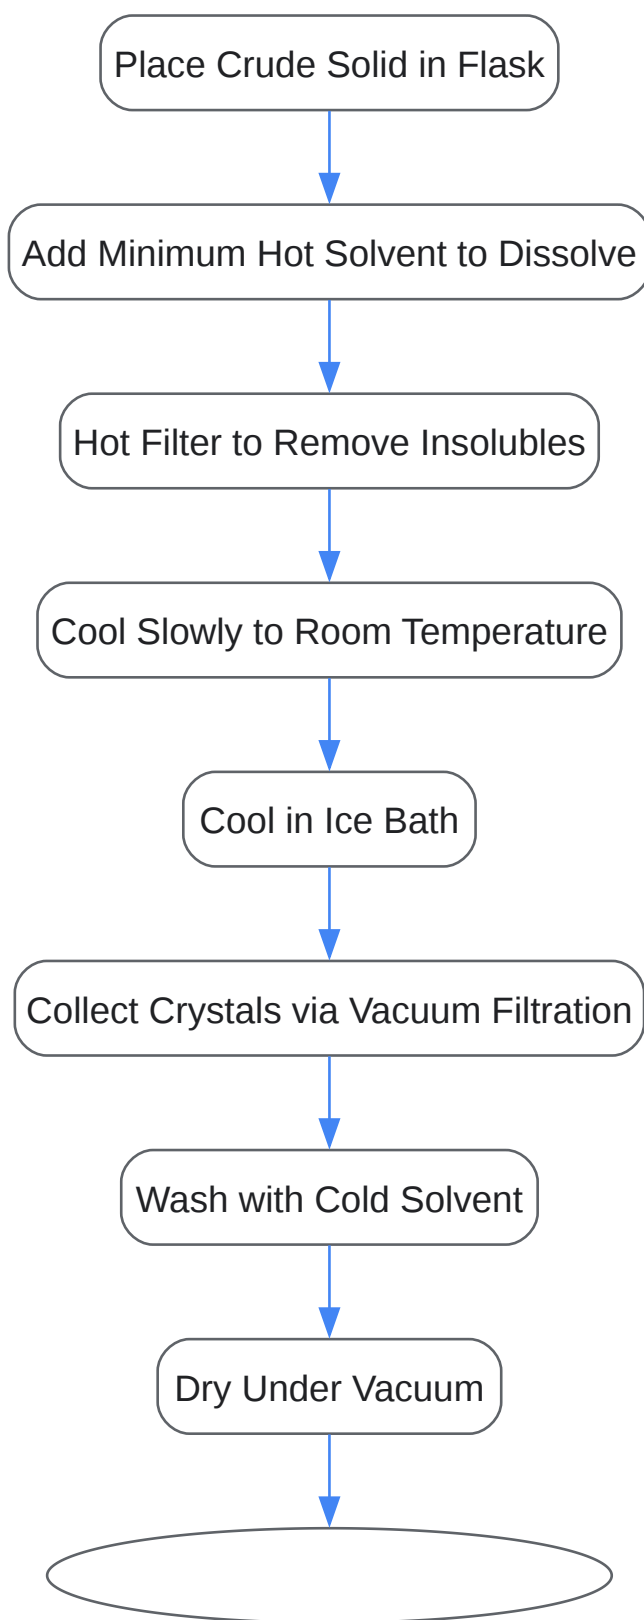 Place Crude Solid in Flask
Add Minimum Hot Solvent to Dissolve
Hot Filter to Remove Insolubles
Cool Slowly to Room Temperature
Cool in Ice Bath
Collect Crystals via Vacuum Filtration
Wash with Cold Solvent
Dry Under Vacuum